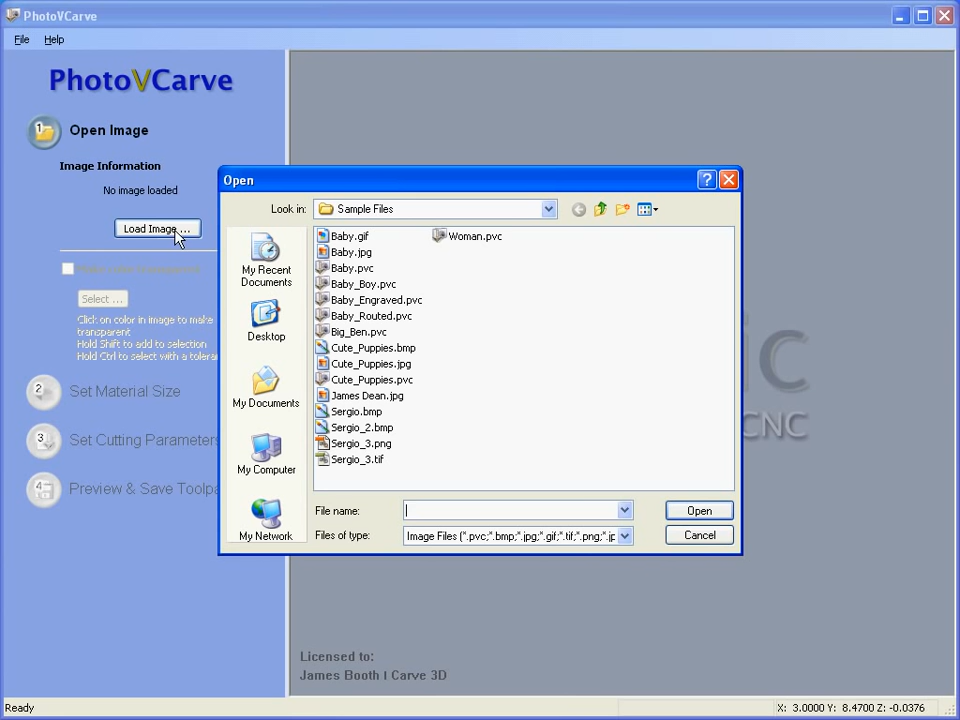 PhotoVCarve
File Help
PhotoVCarve
1
Open Image
Image Information
No image loaded
Load Image ...
Select ...
Click on color in image to make
transparent
Hold Shift to add to selection
Hold Ctrl to select with a tolera
2
Set Material Size
3
Set Cutting Parameters
4
Preview & Save Toolpa
Open
Look in:
Sample Files
My Recent
Documents
Desktop
My Documents
My Computer
My Network
Baby.gif
Baby.jpg
Baby.pvc
Baby_Boy.pvc
Baby_Engraved.pvc
Baby_Routed.pvc
Big_Ben.pvc
Cute_Puppies.bmp
Cute_Puppies.jpg
Cute_Puppies.pvc
James Dean.jpg
Sergio.bmp
Sergio_2.bmp
Sergio_3.png
Sergio_3.tif
Woman.pvc
File name:
Open
Files of type:
Image Files (*.pvc;*.bmp;*.jpg;*.gif;*.tif;*.png;*.jp
Cancel
ic
CNC
Licensed to:
James Booth | Carve 3D
Ready
X: 3.0000 Y: 8.4700 Z: -0.0376